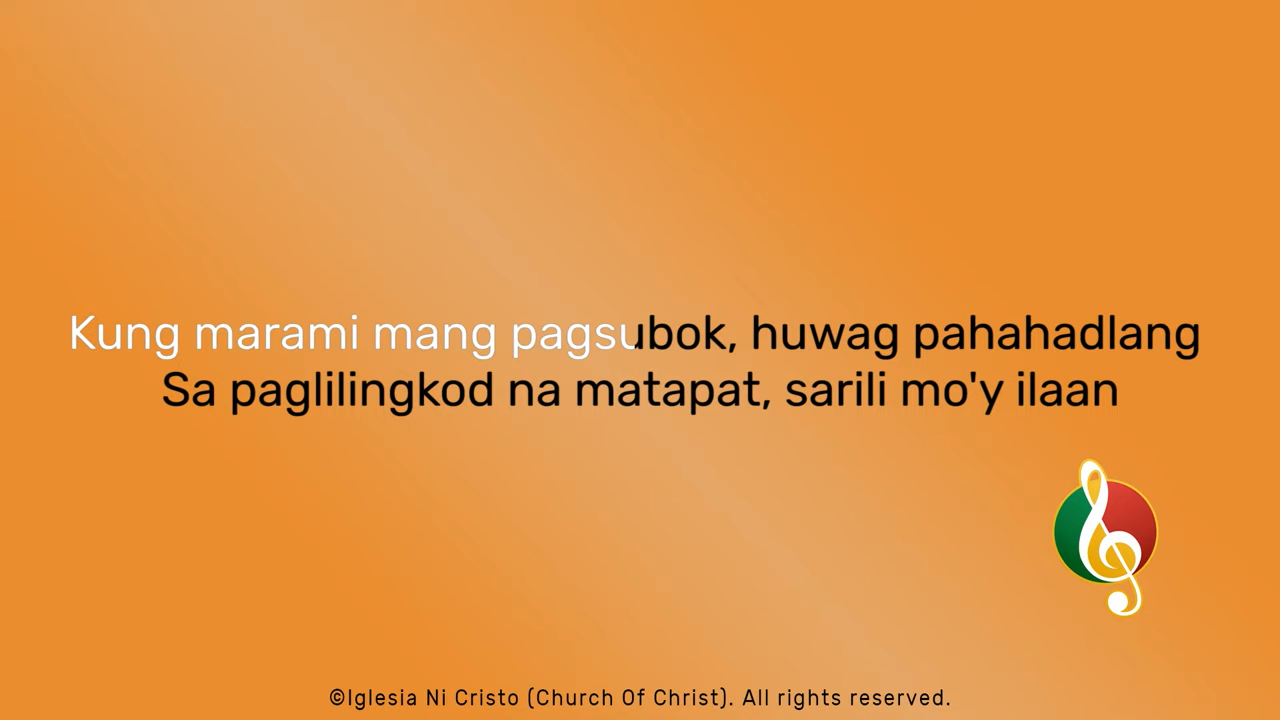 Kung marami mang pagsubok, huwag pahahadlang
Sa paglilingkod na matapat, sarili mo'y ilaan
©Iglesia Ni Cristo (Church Of Christ). All rights reserved.